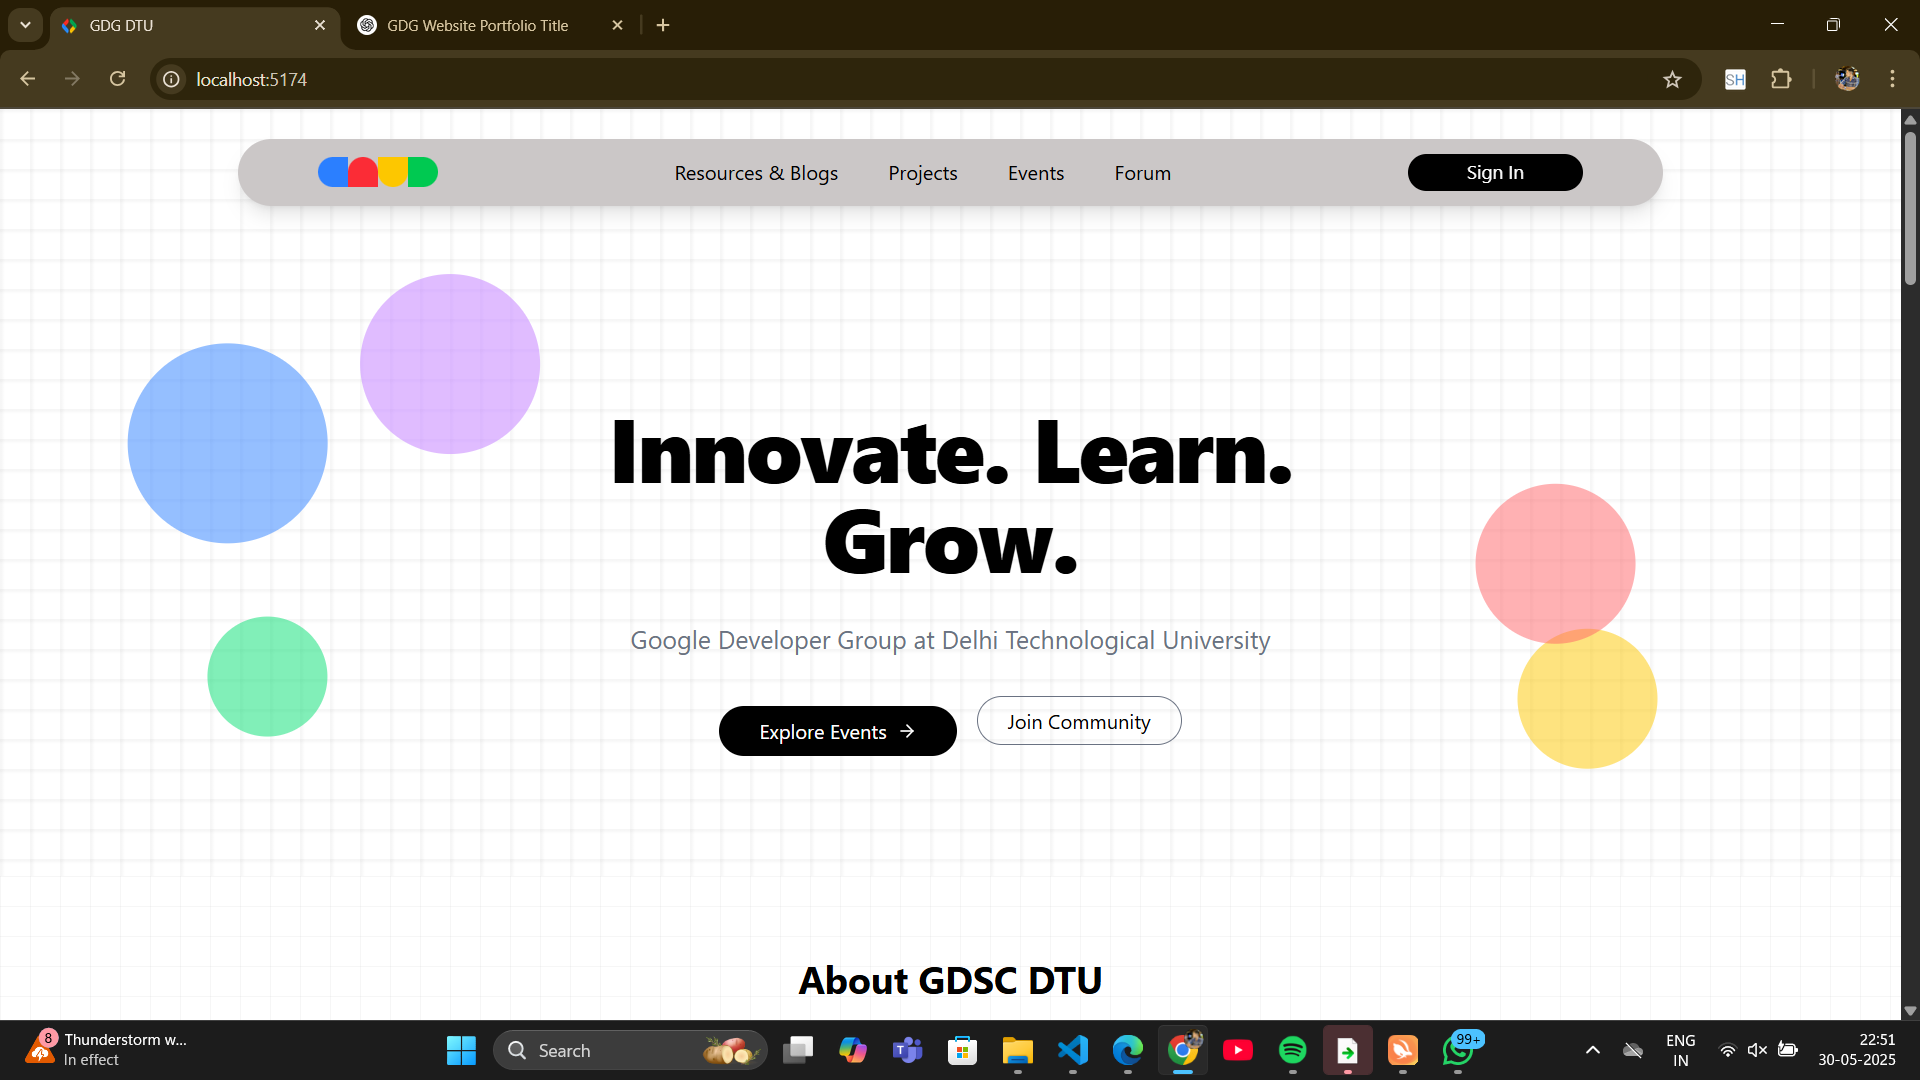 GDG DTU
GDG Website Portfolio Title
localhost:5174
SH
Resources & Blogs
Projects
Events
Forum
Sign In
Innovate. Learn.
Grow.
Google Developer Group at Delhi Technological University
Explore Events →
Join Community
About GDSC DTU
8
Thunderstorm w...
In effect
Search
T
99+
ENG
IN
22:51
30-05-2025